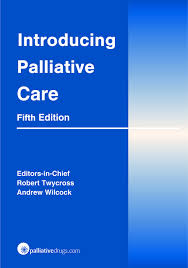 Introducing
Palliative
Care
Fifth Edition
Editors-in-Chief
Robert Twycross
Andrew Wilcock
palliativedrugs.com